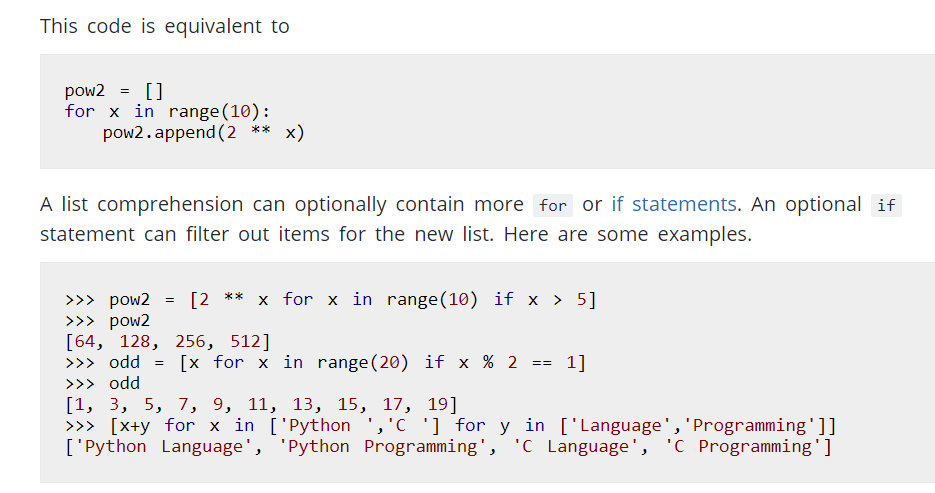 This code is equivalent to
pow2 = []
for x in range(10):
    pow2.append(2 ** x)
A list comprehension can optionally contain more for or if statements. An optional if
statement can filter out items for the new list. Here are some examples.
>>> pow2 = [2 ** x for x in range(10) if x > 5]
>>> pow2
[64, 128, 256, 512]
>>> odd = [x for x in range(20) if x % 2 == 1]
>>> odd
[1, 3, 5, 7, 9, 11, 13, 15, 17, 19]
>>> [x+y for x in ['Python ','C '] for y in ['Language','Programming']]
['Python Language', 'Python Programming', 'C Language', 'C Programming']